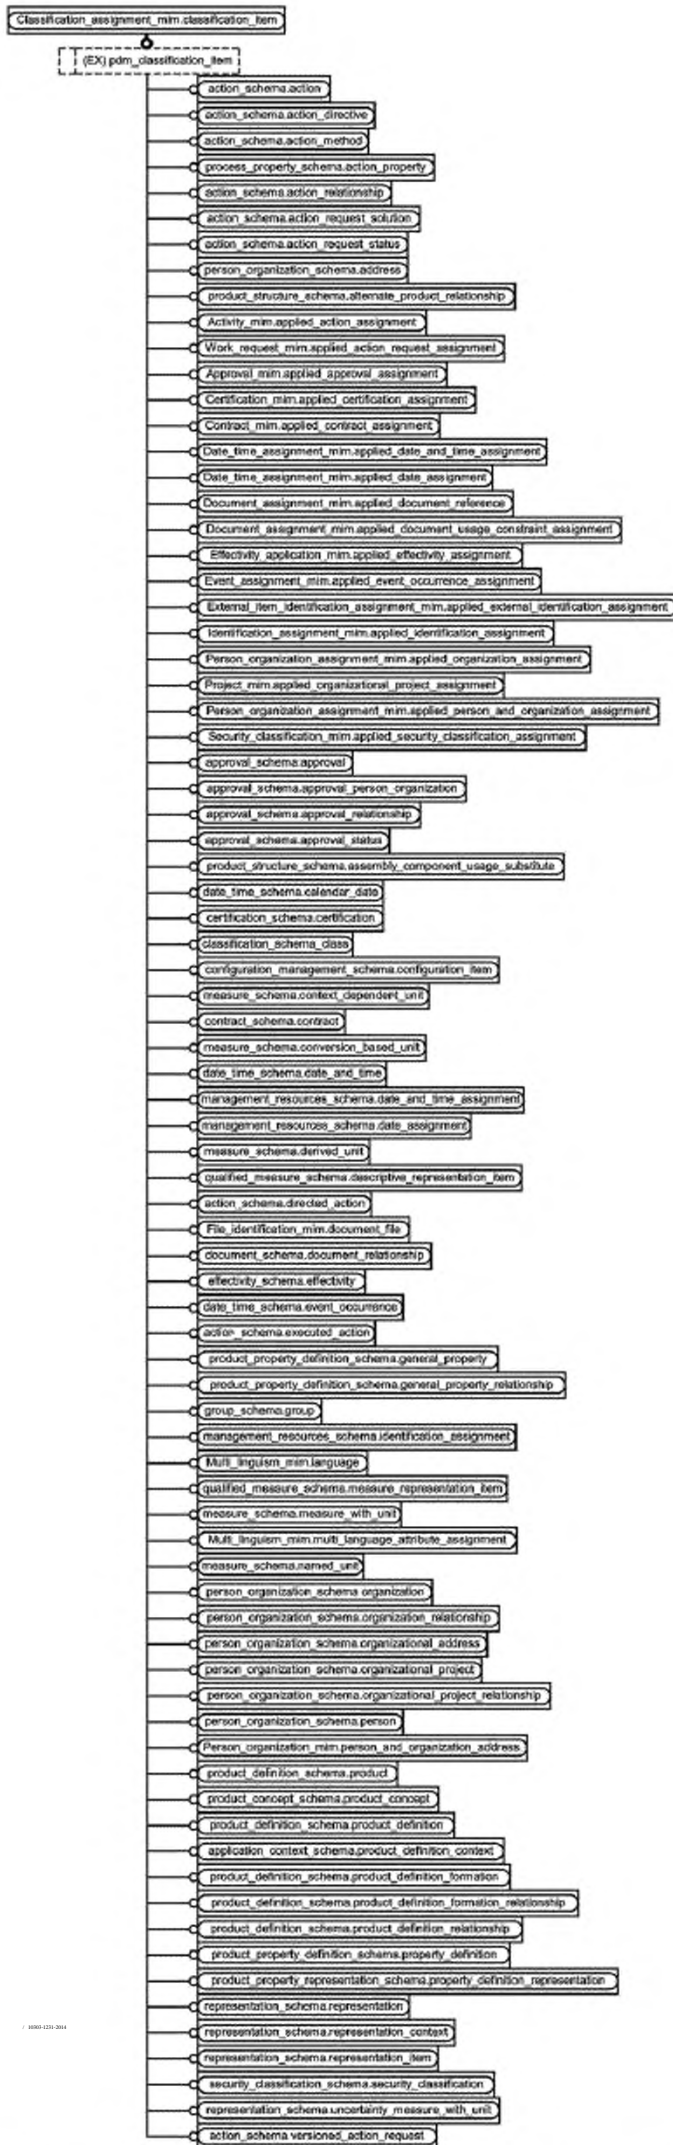 Classification_assignment_mim.classification_item
(EX) pdm_classification_item
action_schema.action
action_schema.action_directive
action_schema.action_method
process_property_schema.action_property
action_schema.action_relationship
action_schema.action_request_solution
action_schema.action_request_status
person_organization_schema.address
product_structure_schema.alternate_product_relationship
Activity_mim.applied_action_assignment
Work_request_mim.applied_action_request_assignment
Approval_mim.applied_approval_assignment
Certification_mim.applied_certification_assignment
Contract_mim.applied_contract_assignment
Date_time_assignment_mim.applied_date_and_time_assignment
Date_time_assignment_mim.applied_date_assignment
Document_assignment_mim.applied_document_reference
Document_assignment_mim.applied_document_usage_constraint_assignment
Effectivity_application_mim.applied_effectivity_assignment
Event_assignment_mim.applied_event_occurrence_assignment
External_item_identification_assignment_mim.applied_external_identification_assignment
Identification_assignment_mim.applied_identification_assignment
Person_organization_assignment_mim.applied_organization_assignment
Project_mim.applied_organizational_project_assignment
Person_organization_assignment_mim.applied_person_and_organization_assignment
Security_classification_mim.applied_security_classification_assignment
approval_schema.approval
approval_schema.approval_person_organization
approval_schema.approval_relationship
approval_schema.approval_status
product_structure_schema.assembly_component_usage_substitute
date_time_schema.calendar_date
certification_schema.certification
classification_schema_class
configuration_management_schema.configuration_item
measure_schema.context_dependent_unit
contract_schema.contract
measure_schema.conversion_based_unit
date_time_schema.date_and_time
management_resources_schema.date_and_time_assignment
management_resources_schema.date_assignment
measure_schema.derived_unit
qualified_measure_schema.descriptive_representation_item
action_schema.directed_action
File_identification_mim.document_file
document_schema.document_relationship
effectivity_schema.effectivity
date_time_schema.event_occurrence
action_schema.executed_action
product_property_definition_schema.general_property
product_property_definition_schema.general_property_relationship
group_schema.group
management_resources_schema.identification_assignment
Multi_linguism_mim.language
qualified_measure_schema.measure_representation_item
measure_schema.measure_with_unit
Multi_linguism_mim.multi_language_attribute_assignment
measure_schema.named_unit
person_organization_schema.organization
person_organization_schema.organization_relationship
person_organization_schema.organizational_address
person_organization_schema.organizational_project
person_organization_schema.organizational_project_relationship
person_organization_schema.person
Person_organization_mim.person_and_organization_address
product_definition_schema.product
product_concept_schema.product_concept
product_definition_schema.product_definition
application_context_schema.product_definition_context
product_definition_schema.product_definition_formation
product_definition_schema.product_definition_formation_relationship
product_definition_schema.product_definition_relationship
product_property_definition_schema.property_definition
product_property_representation_schema.property_definition_representation
representation_schema.representation
/ 10303-1231-2014
representation_schema.representation_context
representation_schema.representation_item
security_classification_schema.security_classification
representation_schema.uncertainty_measure_with_unit
action_schema.versioned_action_request